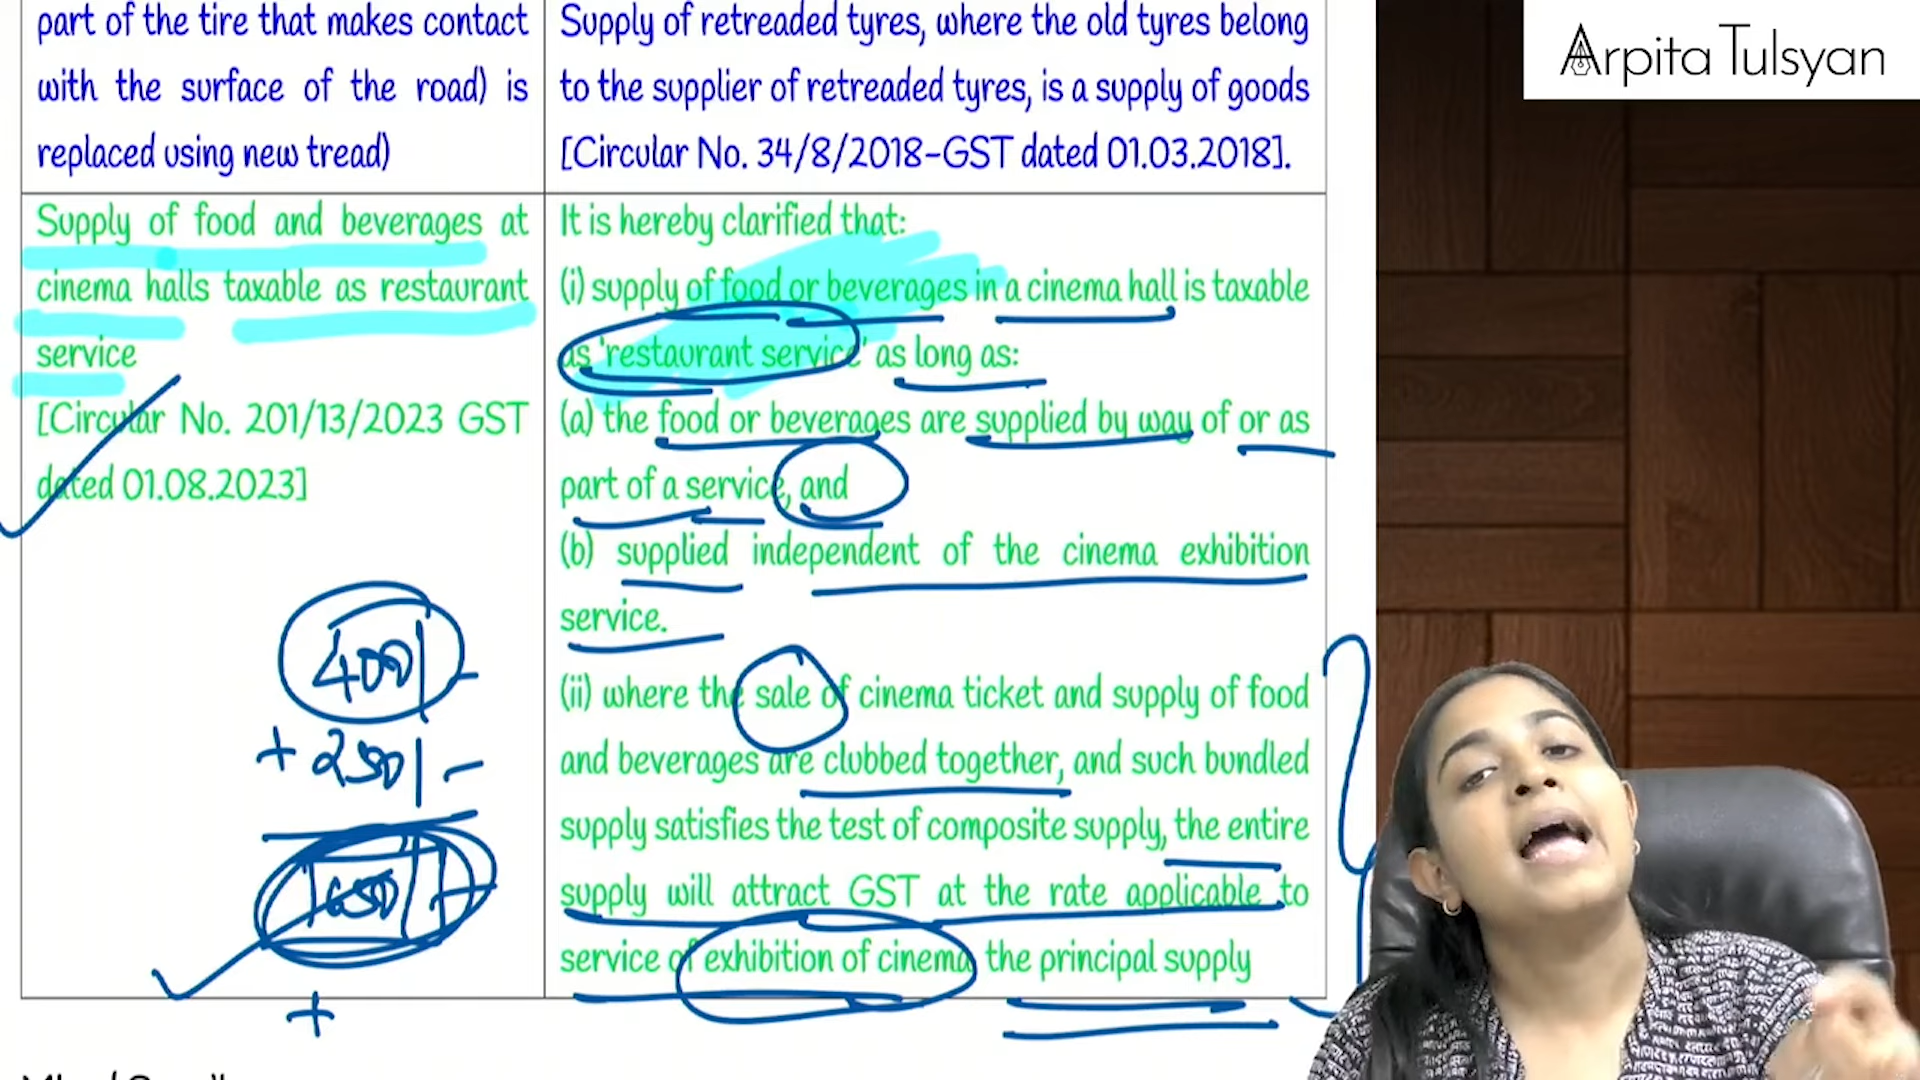 part of the tire that makes contact
with the surface of the road) is
replaced using new tread)
Supply of retreaded tyres, where the old tyres belong
to the supplier of retreaded tyres, is a supply of goods
[Circular No. 34/8/2018-GST dated 01.03.2018].
Arpita Tulsyan
Supply of food and beverages at
cinema halls taxable as restaurant
service
[Circular No. 201/13/2023 GST
dated 01.08.2023]
400/-
+ 250/-
650/-
+
It is hereby clarified that:
(i) supply of food or beverages in a cinema hall is taxable
as 'restaurant service' as long as:
(a) the food or beverages are supplied by way of or as
part of a service, and
(b) supplied independent of the cinema exhibition
service.
(ii) where the sale of cinema ticket and supply of food
and beverages are clubbed together, and such bundled
supply satisfies the test of composite supply, the entire
supply will attract GST at the rate applicable to
service of exhibition of cinema the principal supply